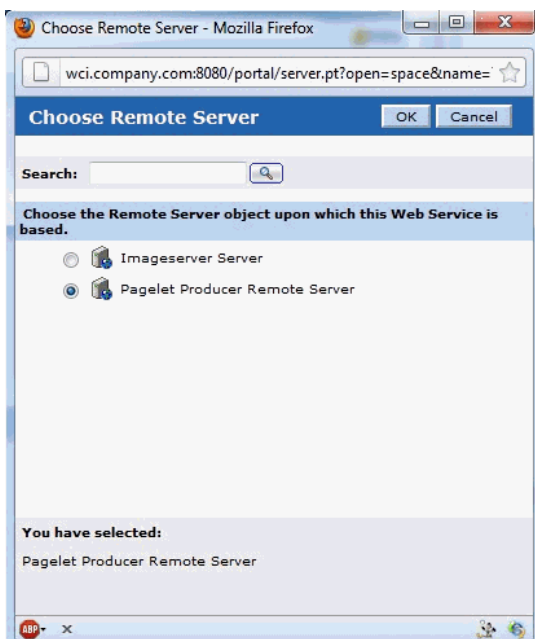 Choose Remote Server - Mozilla Firefox
wci.company.com:8080/portal/server.pt?open=space&name=
Choose Remote Server
OK
Cancel
Search:
Choose the Remote Server object upon which this Web Service is
based.
Imageserver Server
Pagelet Producer Remote Server
You have selected:
Pagelet Producer Remote Server
ABP
x